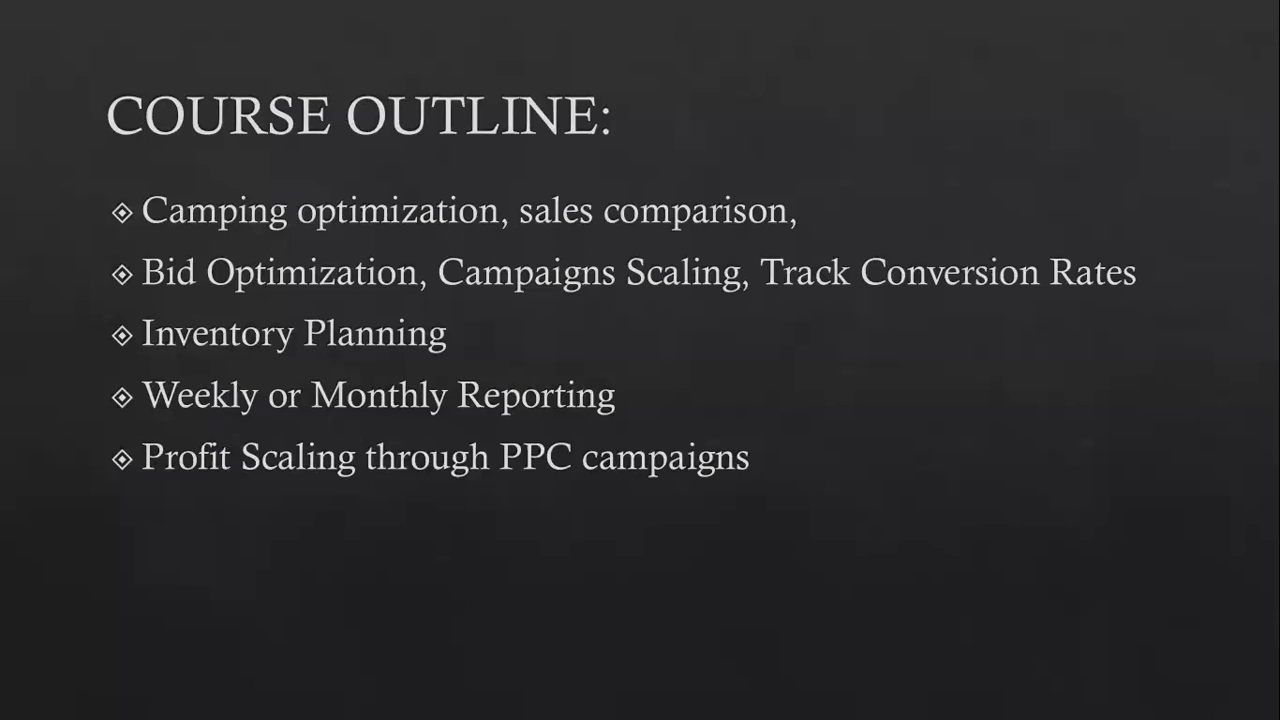 COURSE OUTLINE:
Camping optimization, sales comparison,
Bid Optimization, Campaigns Scaling, Track Conversion Rates
Inventory Planning
Weekly or Monthly Reporting
Profit Scaling through PPC campaigns